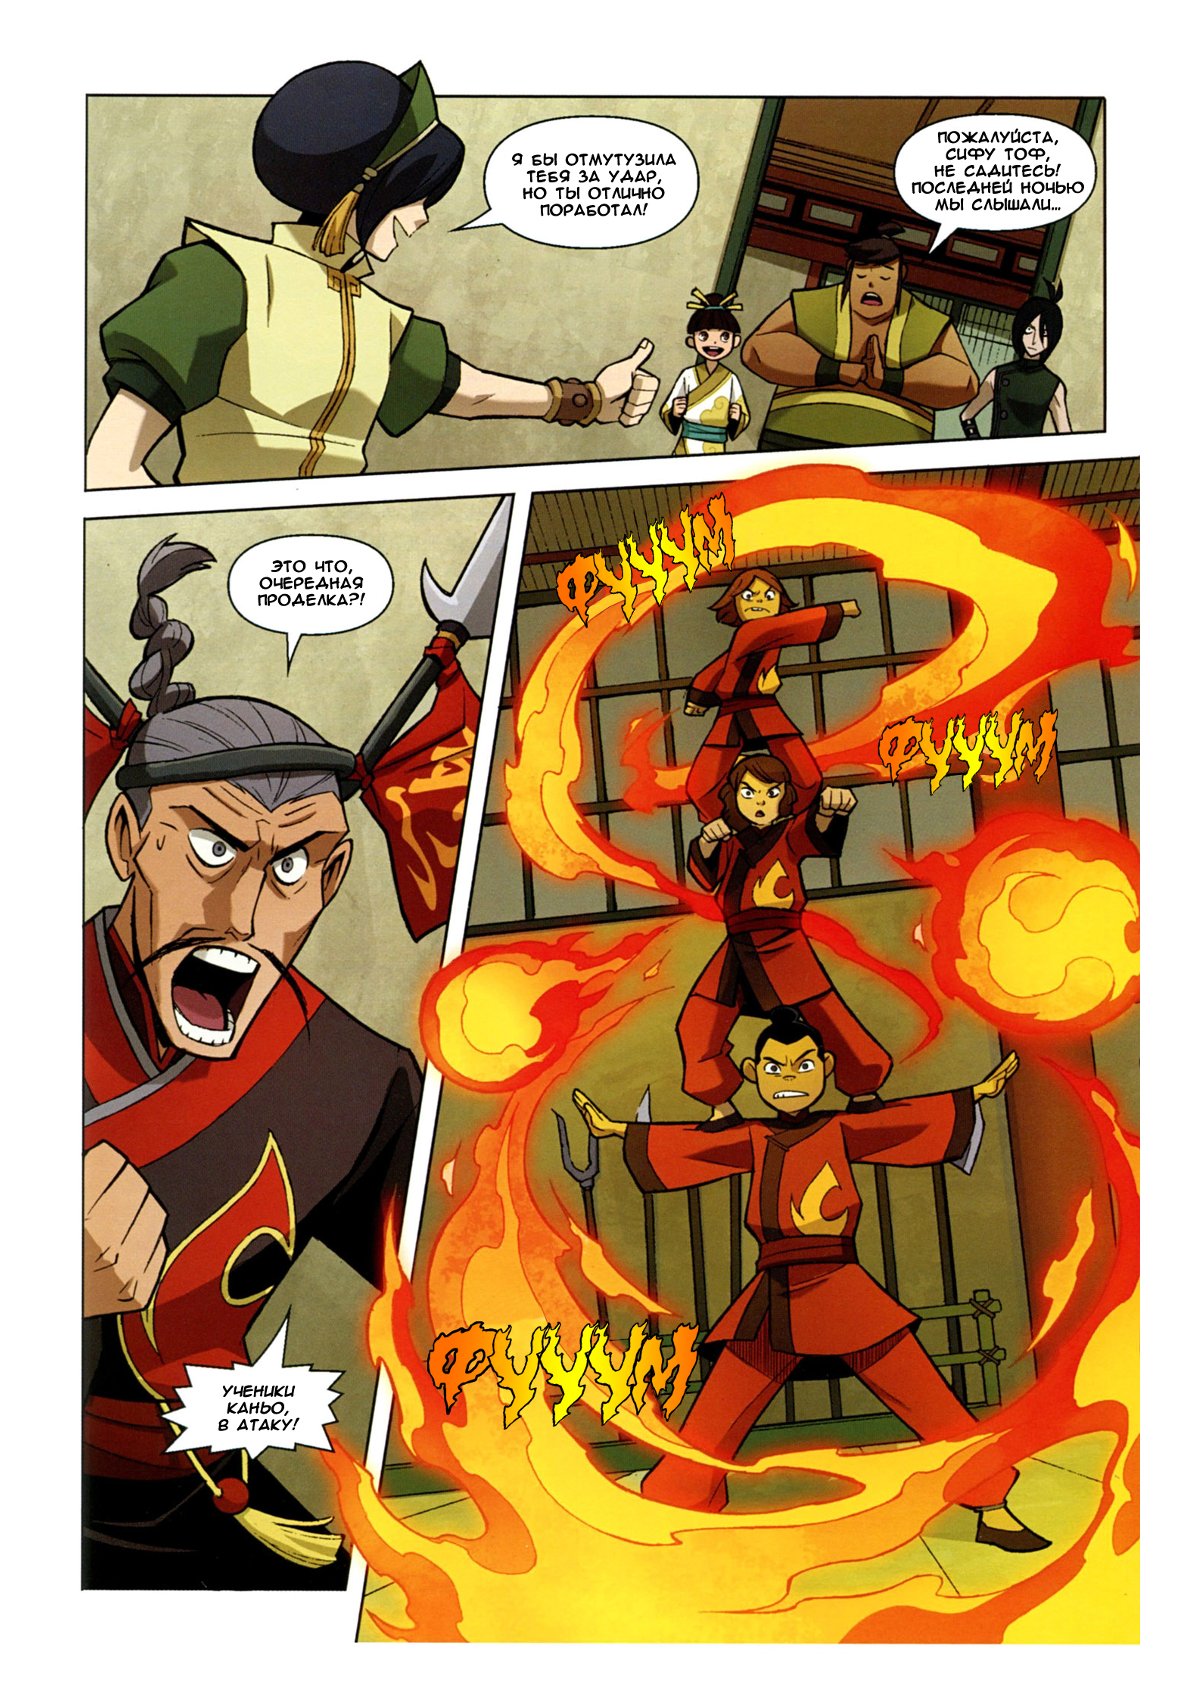 Я БЫ ОТМУТУЗИЛА
ТЕБЯ ЗА УДАР,
НО ТЫ ОТЛИЧНО
ПОРАБОТАЛ!
ПОЖАЛУЙСТА,
СИФУ ТОФ,
НЕ САДИТЕСЬ!
ПОСЛЕДНЕЙ НОЧЬЮ
МЫ СЛЫШАЛИ...
ЭТО ЧТО,
ОЧЕРЕДНАЯ
ПРОДЕЛКА?!
УЧЕНИКИ
КАНЬО,
В АТАКУ!
ФУУУМ
ФУУУМ
ФУУУМ